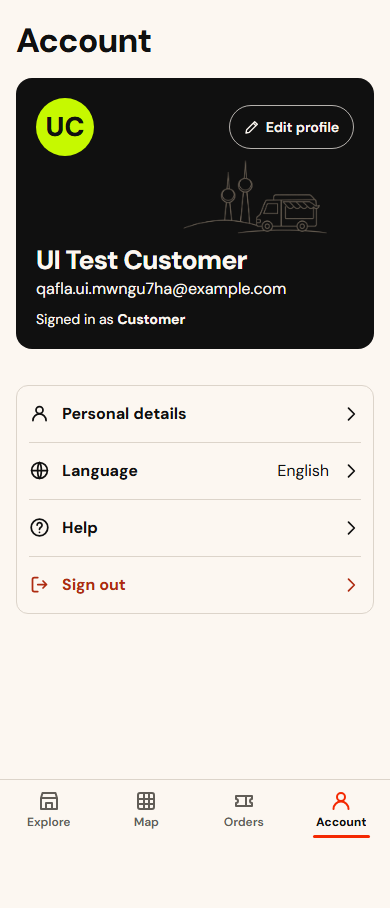 Account
UC
Edit profile
UI Test Customer
qafla.ui.mwngu7ha@example.com
Signed in as Customer
Personal details
Language English
Help
Sign out
Explore Map Orders Account